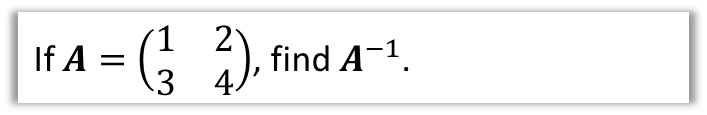 If A = (1 2
3 4), find A⁻¹.